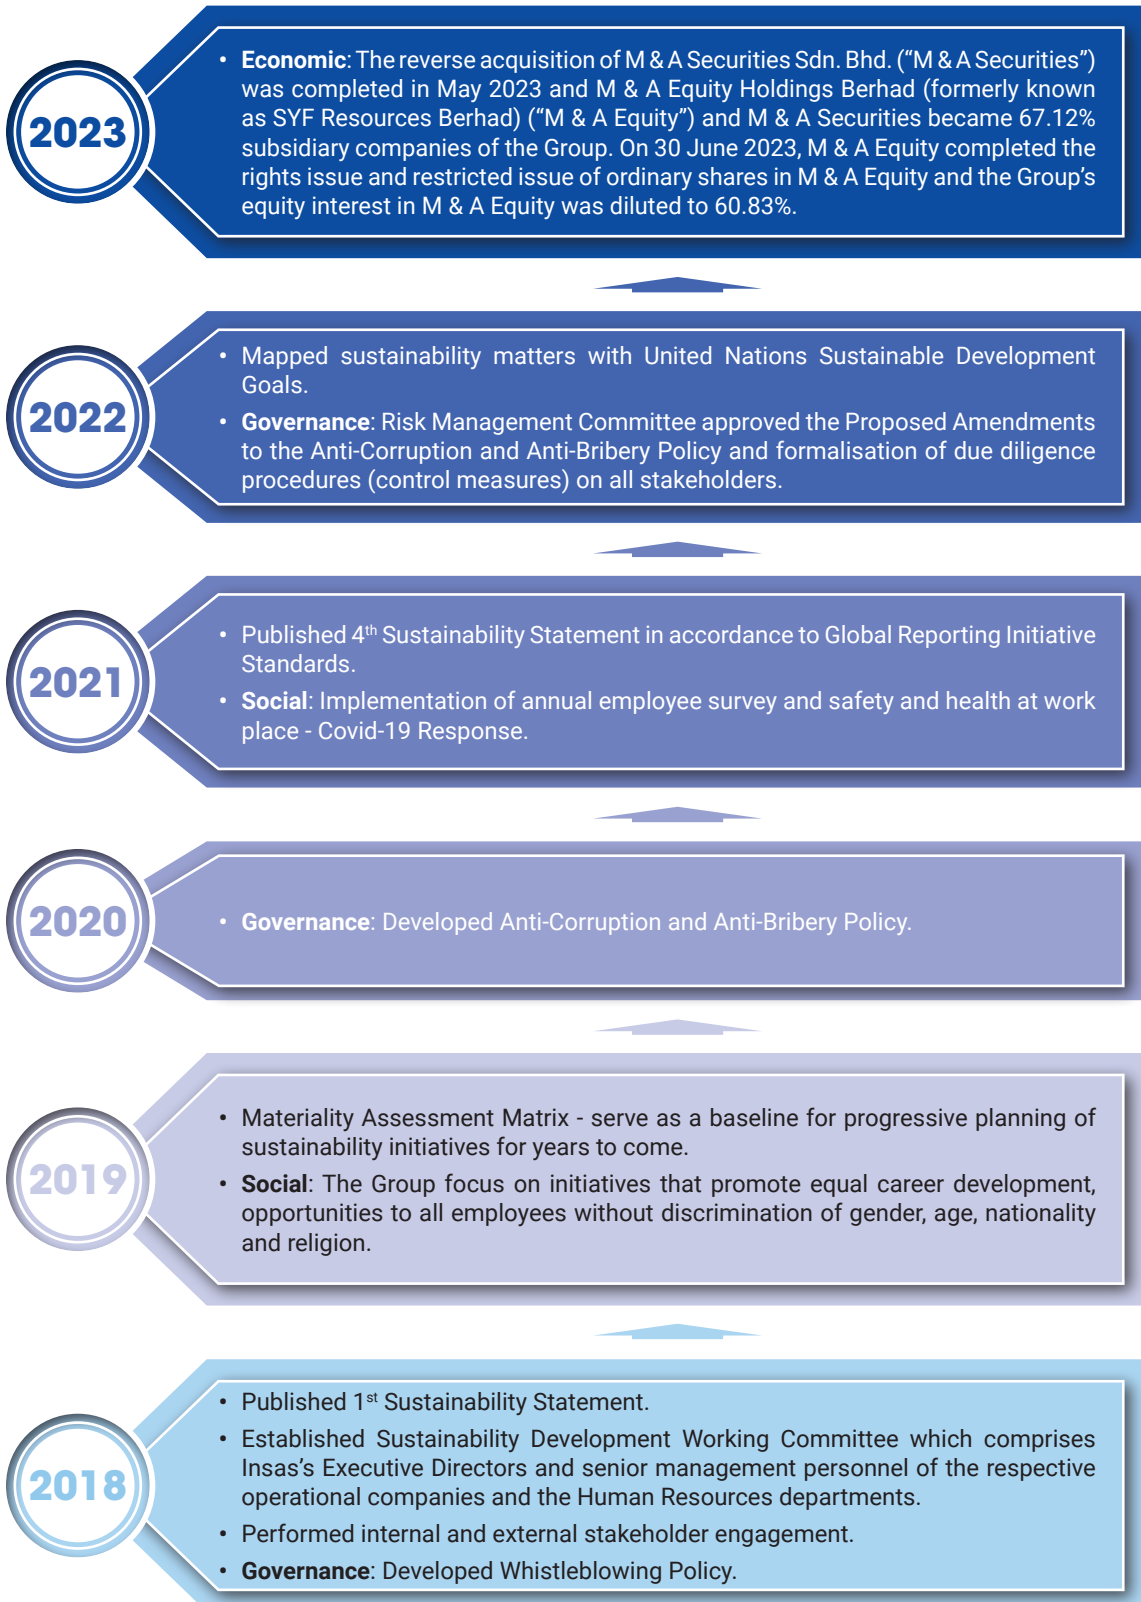 2023
• Economic: The reverse acquisition of M & A Securities Sdn. Bhd. (“M & A Securities”)
was completed in May 2023 and M & A Equity Holdings Berhad (formerly known
as SYF Resources Berhad) (“M & A Equity”) and M & A Securities became 67.12%
subsidiary companies of the Group. On 30 June 2023, M & A Equity completed the
rights issue and restricted issue of ordinary shares in M & A Equity and the Group’s
equity interest in M & A Equity was diluted to 60.83%.
2022
• Mapped sustainability matters with United Nations Sustainable Development
Goals.
• Governance: Risk Management Committee approved the Proposed Amendments
to the Anti-Corruption and Anti-Bribery Policy and formalisation of due diligence
procedures (control measures) on all stakeholders.
2021
• Published 4th Sustainability Statement in accordance to Global Reporting Initiative
Standards.
• Social: Implementation of annual employee survey and safety and health at work
place - Covid-19 Response.
2020
• Governance: Developed Anti-Corruption and Anti-Bribery Policy.
2019
• Materiality Assessment Matrix - serve as a baseline for progressive planning of
sustainability initiatives for years to come.
• Social: The Group focus on initiatives that promote equal career development,
opportunities to all employees without discrimination of gender, age, nationality
and religion.
2018
• Published 1st Sustainability Statement.
• Established Sustainability Development Working Committee which comprises
Insas’s Executive Directors and senior management personnel of the respective
operational companies and the Human Resources departments.
• Performed internal and external stakeholder engagement.
• Governance: Developed Whistleblowing Policy.